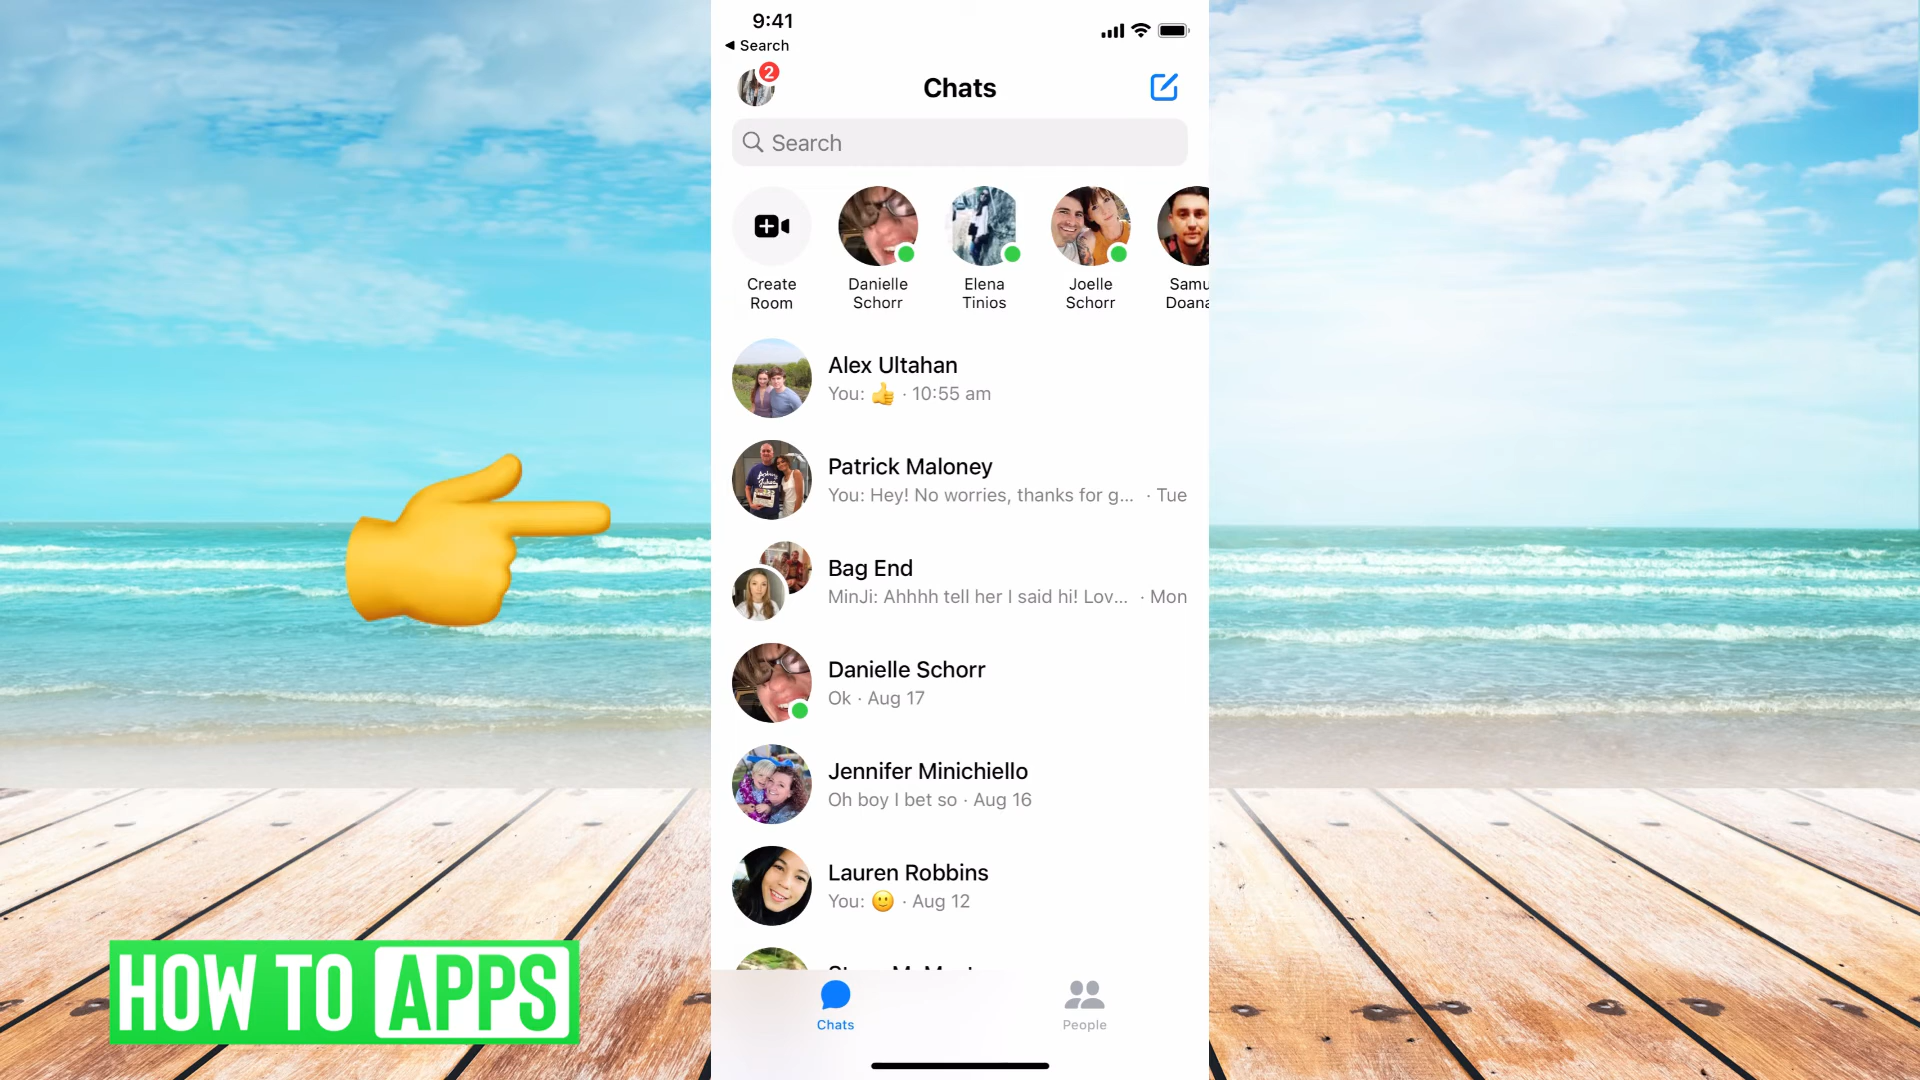 9:41
◀ Search
2
Chats
Search
Create
Room
Danielle
Schorr
Elena
Tinios
Joelle
Schorr
Samu
Doana
Alex Ultahan
You: 👍 · 10:55 am
Patrick Maloney
You: Hey! No worries, thanks for g... · Tue
Bag End
MinJi: Ahhhh tell her I said hi! Lov... · Mon
Danielle Schorr
Ok · Aug 17
Jennifer Minichiello
Oh boy I bet so · Aug 16
Lauren Robbins
You: 🙂 · Aug 12
Chats
People
HOW TO APPS